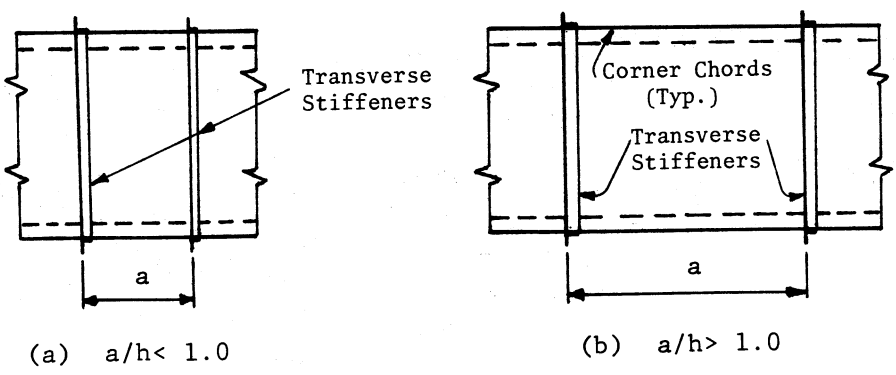 Transverse
Stiffeners
a
(a) a/h< 1.0
Corner Chords
(Typ.)
Transverse
Stiffeners
a
(b) a/h> 1.0